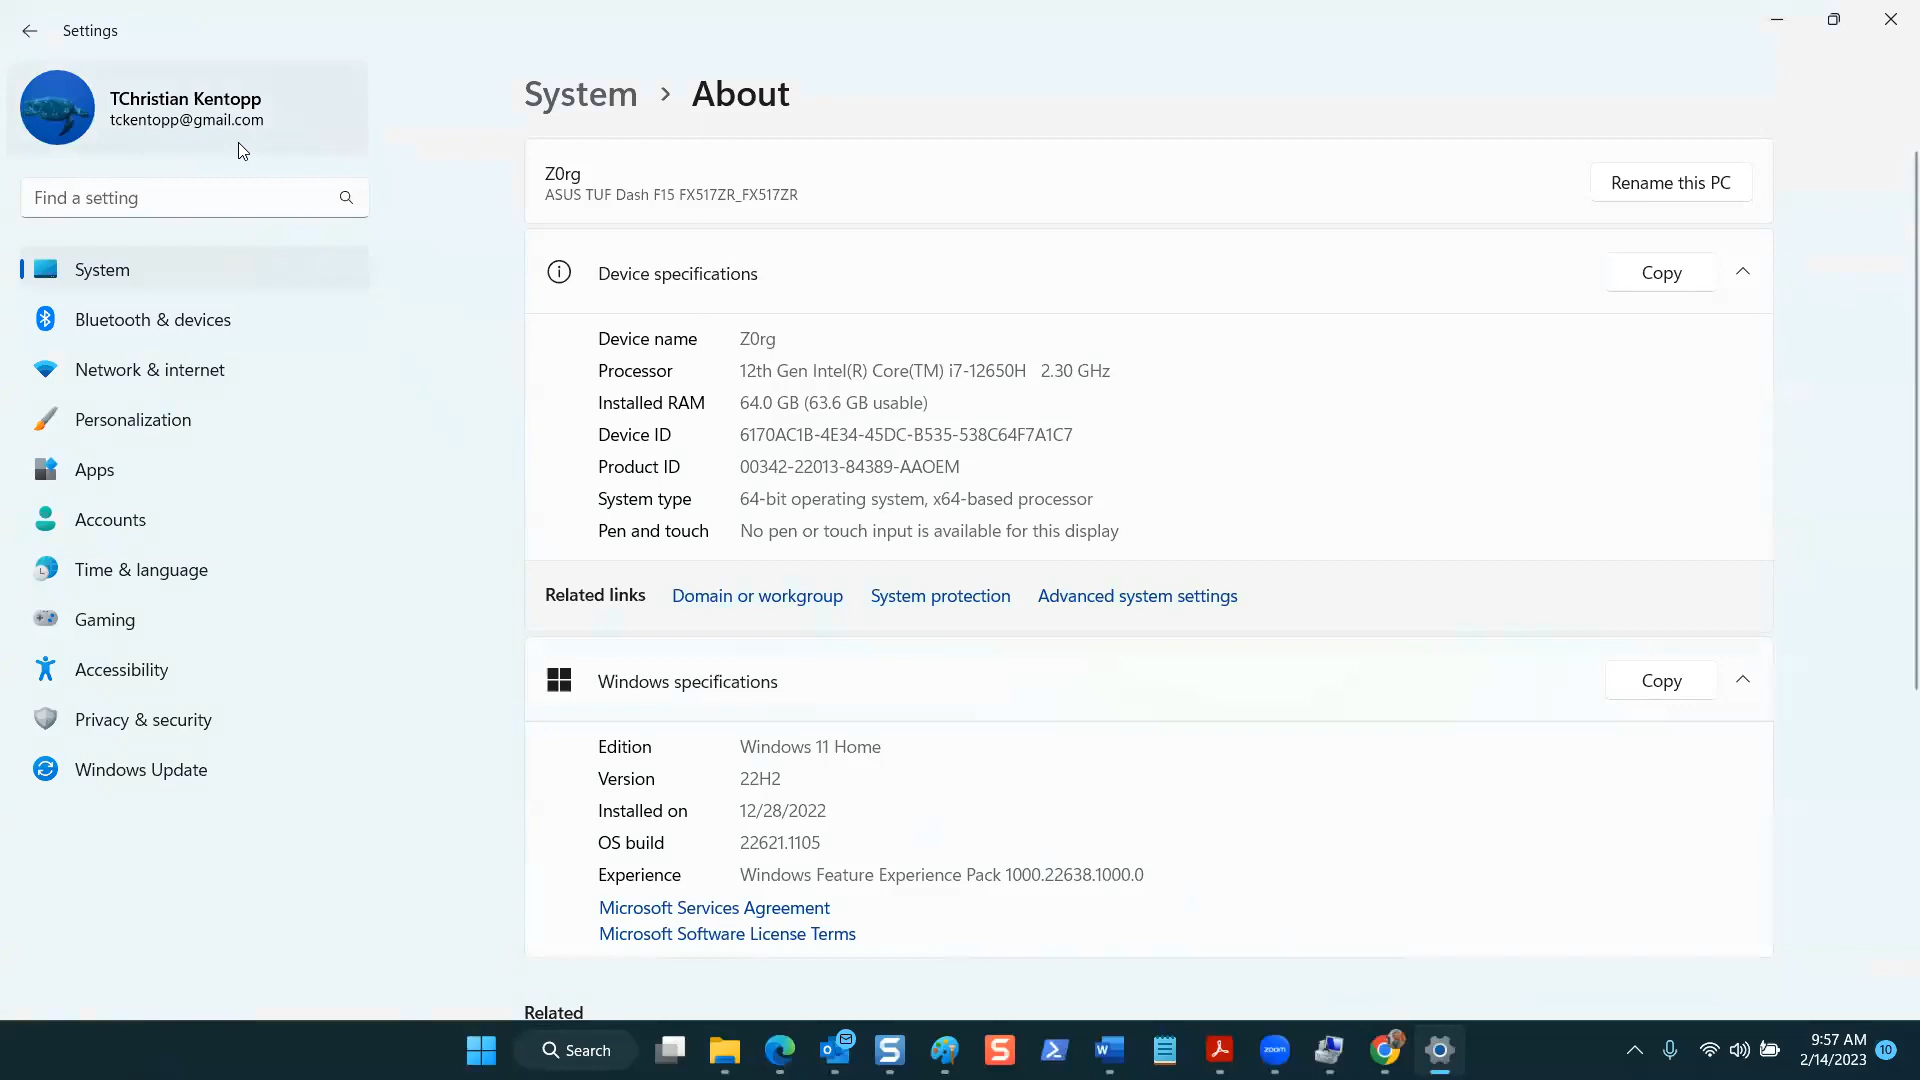 Settings
TChristian Kentopp
tckentopp@gmail.com
Find a setting
System
Bluetooth & devices
Network & internet
Personalization
Apps
Accounts
Time & language
Gaming
Accessibility
Privacy & security
Windows Update
System > About
Z0rg
ASUS TUF Dash F15 FX517ZR_FX517ZR
Rename this PC
Device specifications
Copy
Device name Z0rg
Processor 12th Gen Intel(R) Core(TM) i7-12650H 2.30 GHz
Installed RAM 64.0 GB (63.6 GB usable)
Device ID 6170AC1B-4E34-45DC-B535-538C64F7A1C7
Product ID 00342-22013-84389-AAOEM
System type 64-bit operating system, x64-based processor
Pen and touch No pen or touch input is available for this display
Related links Domain or workgroup System protection Advanced system settings
Windows specifications
Copy
Edition Windows 11 Home
Version 22H2
Installed on 12/28/2022
OS build 22621.1105
Experience Windows Feature Experience Pack 1000.22638.1000.0
Microsoft Services Agreement
Microsoft Software License Terms
Related
Search
zoom
9:57 AM
2/14/2023
10